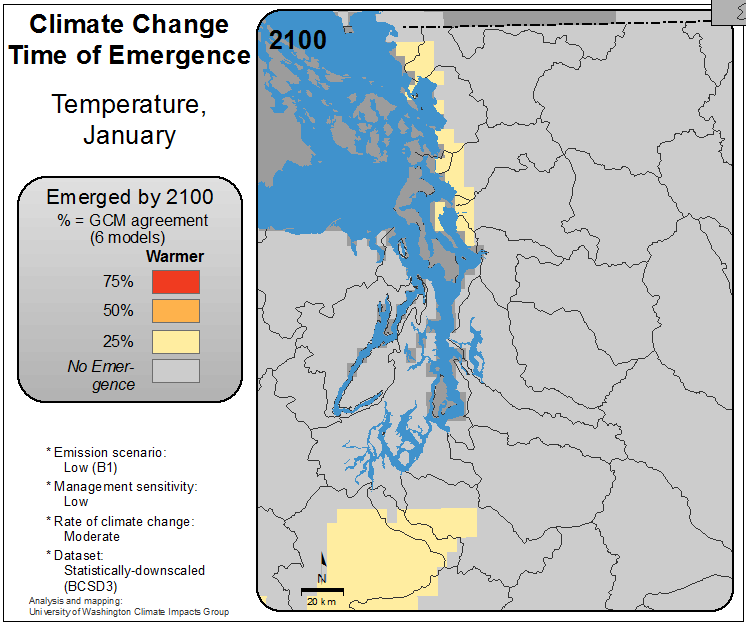 Climate Change
Time of Emergence
Temperature,
January
Emerged by 2100
% = GCM agreement
(6 models)
Warmer
75%
50%
25%
No Emer-
gence
* Emission scenario:
Low (B1)
* Management sensitivity:
Low
* Rate of climate change:
Moderate
* Dataset:
Statistically-downscaled
(BCSD3)
Analysis and mapping:
University of Washington Climate Impacts Group
2100
N
20 km